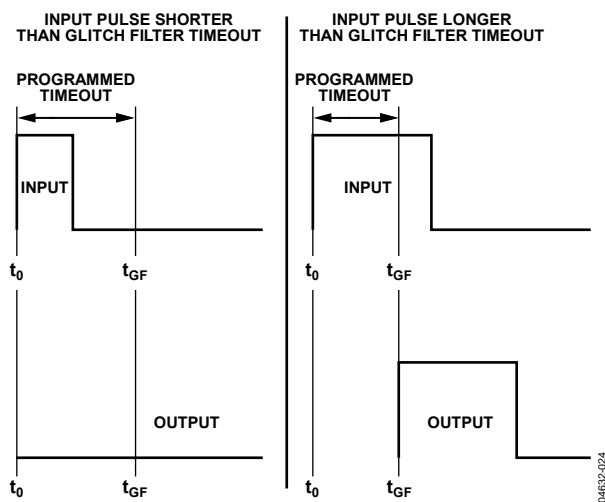 INPUT PULSE SHORTER
THAN GLITCH FILTER TIMEOUT
PROGRAMMED
TIMEOUT
INPUT
t0
tGF
OUTPUT
t0
tGF
INPUT PULSE LONGER
THAN GLITCH FILTER TIMEOUT
PROGRAMMED
TIMEOUT
INPUT
t0
tGF
OUTPUT
t0
tGF
04632-024